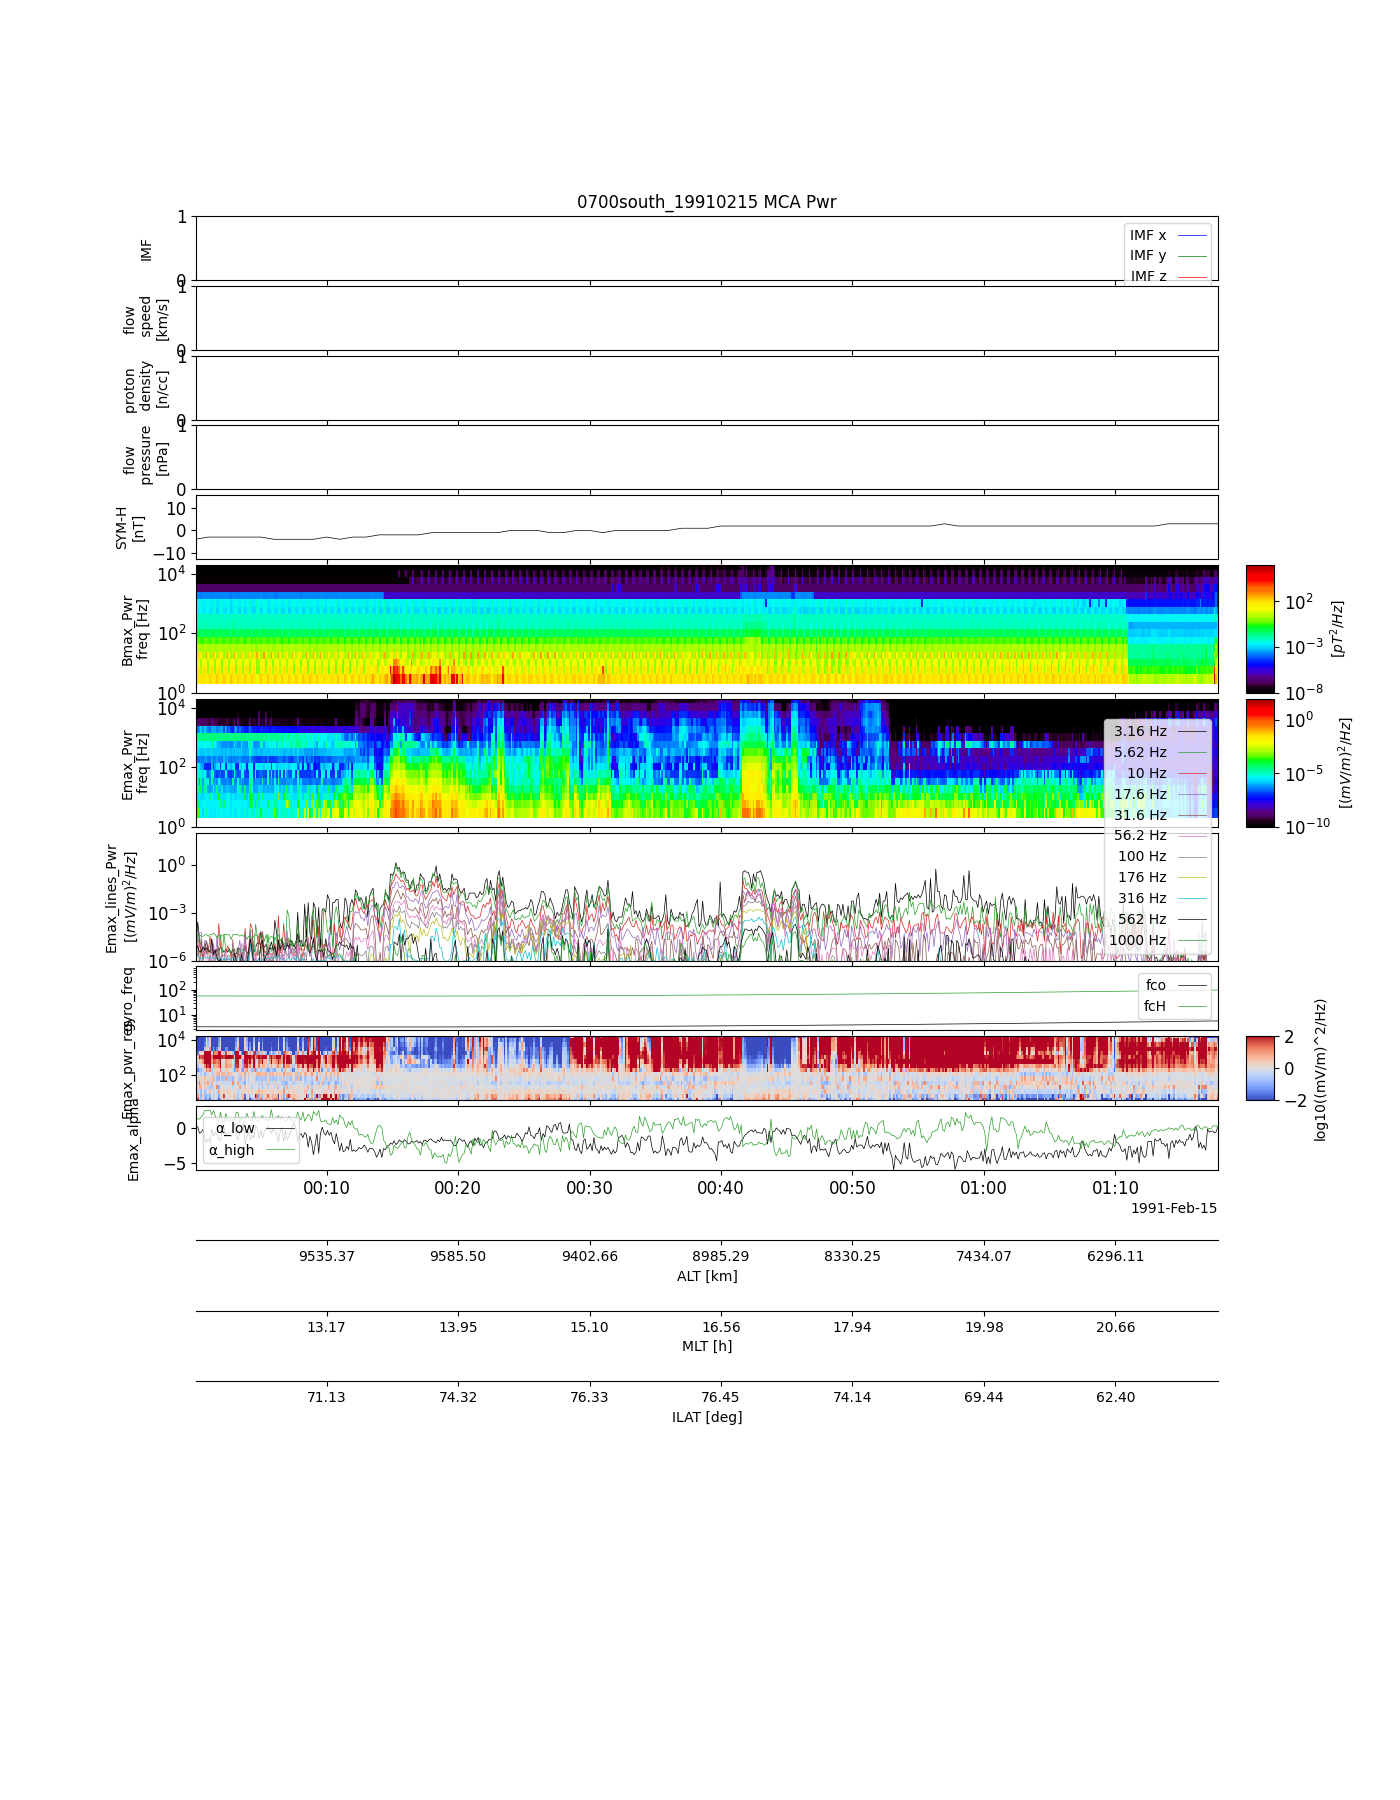 0700south_19910215 MCA Pwr
1
0
IMF
IMF x
IMF y
IMF z
1
0
flow
speed
[km/s]
1
0
proton
density
[n/cc]
1
0
flow
pressure
[nPa]
10
0
−10
SYM-H
[nT]
10^4
10^2
10^0
Bmax_Pwr
freq [Hz]
10^2
10^−3
10^−8
[pT^2/Hz]
10^4
10^2
10^0
Emax_Pwr
freq [Hz]
10^0
10^−5
10^−10
[(mV/m)^2/Hz]
3.16 Hz
5.62 Hz
10 Hz
17.6 Hz
31.6 Hz
56.2 Hz
100 Hz
176 Hz
316 Hz
562 Hz
1000 Hz
10^0
10^−3
10^−6
Emax_lines_Pwr
[(mV/m)^2/Hz]
10^2
10^1
gyro_freq
fco
fcH
10^4
10^2
Emax_pwr_reg
2
0
−2
log10((mV/m)^2/Hz)
0
−5
Emax_alpha
α_low
α_high
00:10 00:20 00:30 00:40 00:50 01:00 01:10
1991-Feb-15
9535.37 9585.50 9402.66 8985.29 8330.25 7434.07 6296.11
ALT [km]
13.17 13.95 15.10 16.56 17.94 19.98 20.66
MLT [h]
71.13 74.32 76.33 76.45 74.14 69.44 62.40
ILAT [deg]